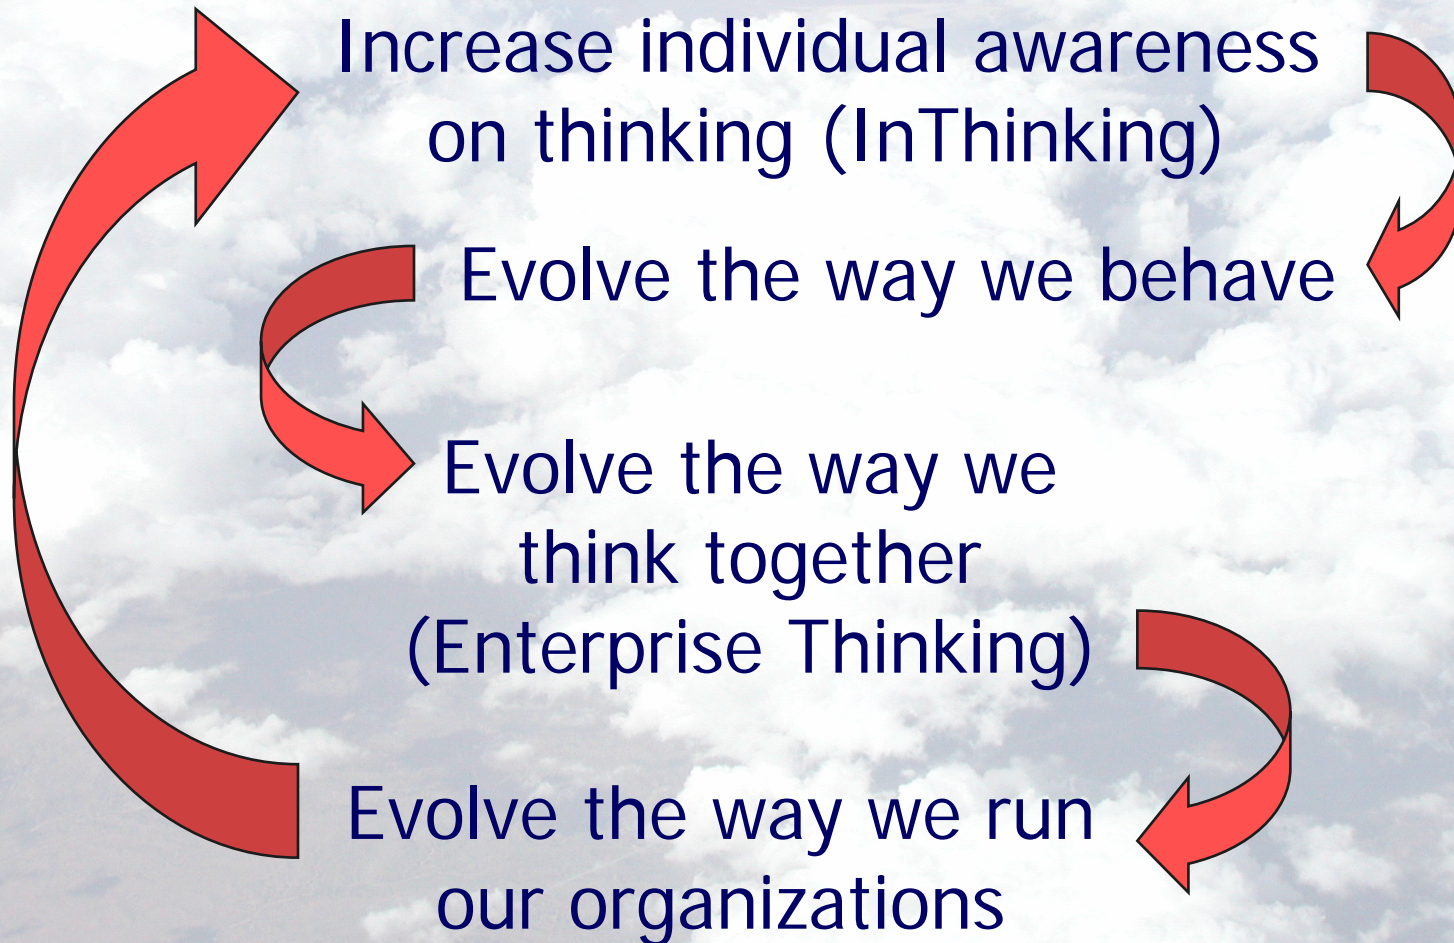 Increase individual awareness
on thinking (InThinking)
Evolve the way we behave
Evolve the way we
think together
(Enterprise Thinking)
Evolve the way we run
our organizations